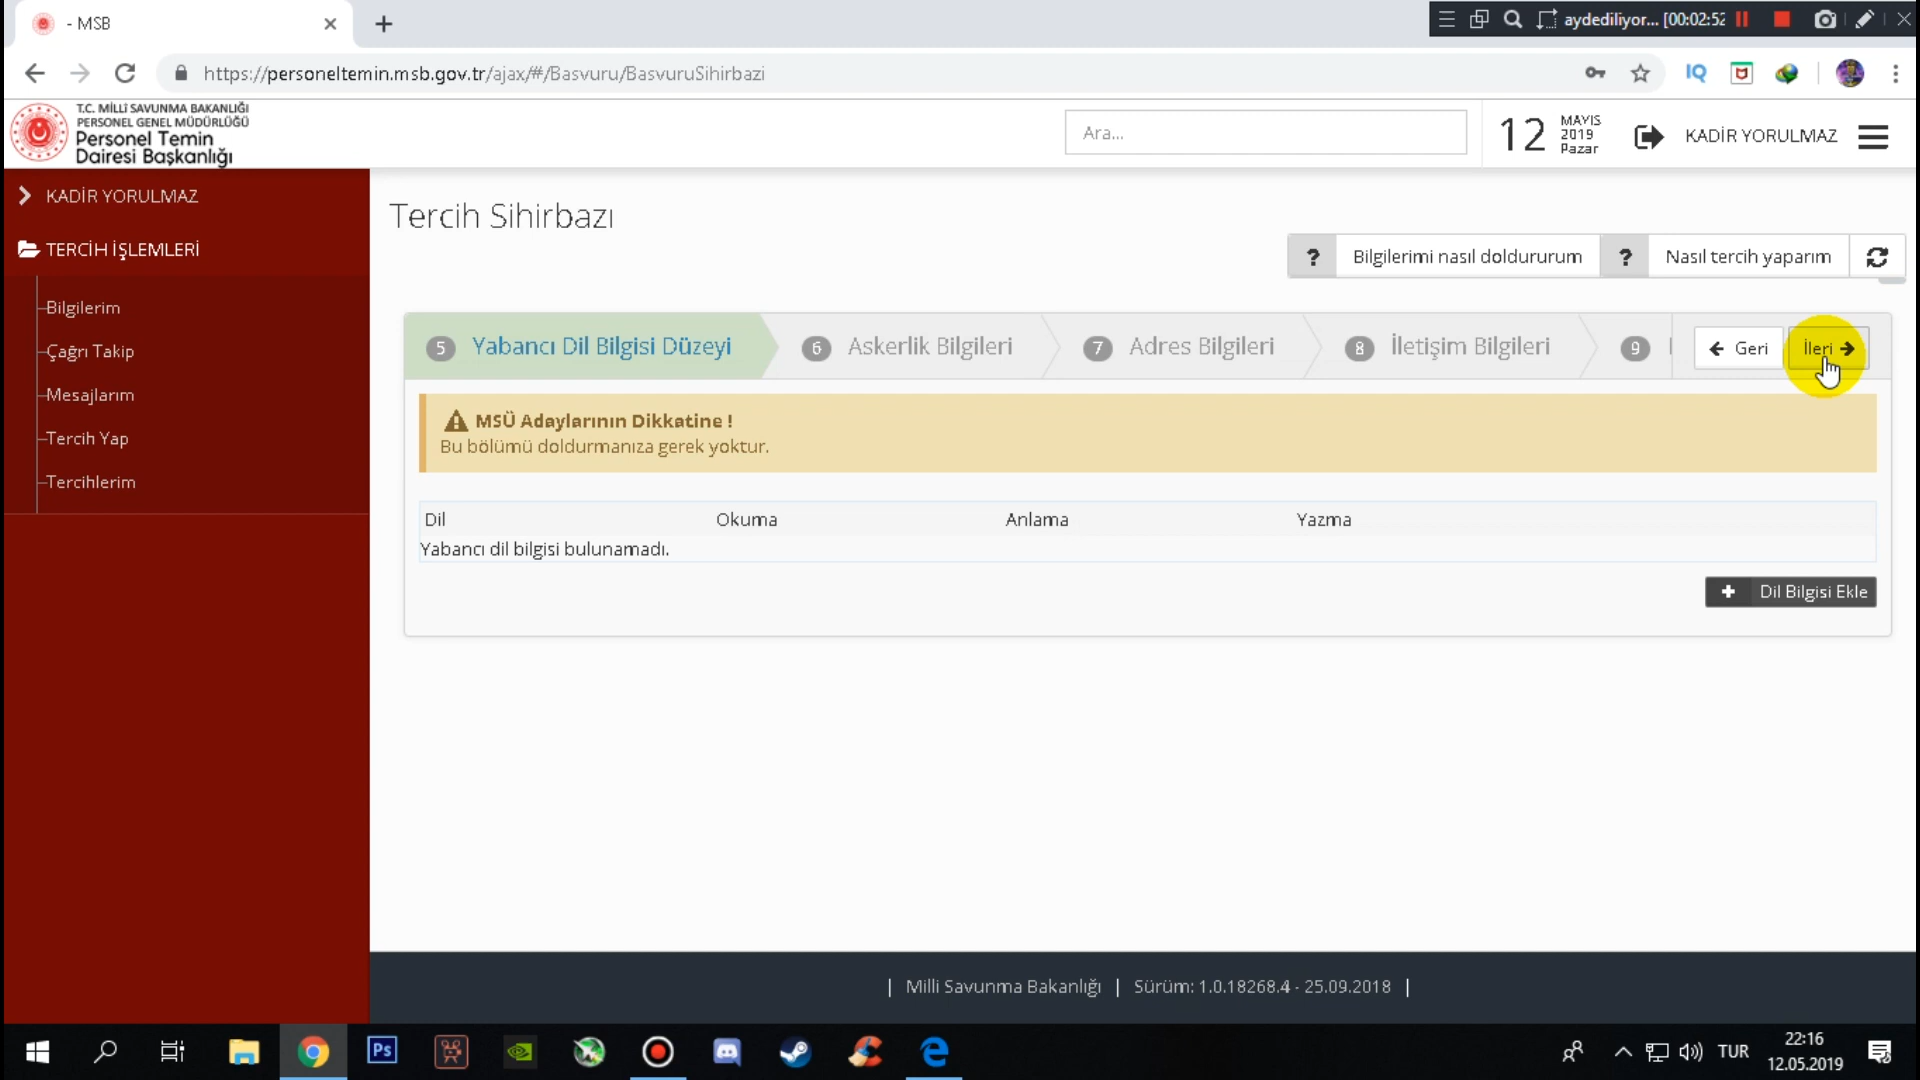 - MSB
aydediliyor... [00:02:52
https://personeltemin.msb.gov.tr/ajax/#/Basvuru/BasvuruSihirbazi
IQ
T.C. MİLLİ SAVUNMA BAKANLIĞI
PERSONEL GENEL MÜDÜRLÜĞÜ
Personel Temin
Dairesi Başkanlığı
Ara...
12
MAYIS
2019
Pazar
KADİR YORULMAZ
KADİR YORULMAZ
TERCİH İŞLEMLERİ
Bilgilerim
Çağrı Takip
Mesajlarım
Tercih Yap
Tercihlerim
Tercih Sihirbazı
? Bilgilerimi nasıl doldururum
? Nasıl tercih yaparım
5 Yabancı Dil Bilgisi Düzeyi
6 Askerlik Bilgileri
7 Adres Bilgileri
8 İletişim Bilgileri
9
Geri
İleri
MSÜ Adaylarının Dikkatine !
Bu bölümü doldurmanıza gerek yoktur.
Dil Okuma Anlama Yazma
Yabancı dil bilgisi bulunamadı.
Dil Bilgisi Ekle
| Milli Savunma Bakanlığı | Sürüm: 1.0.18268.4 - 25.09.2018 |
Ps
TUR
22:16
12.05.2019